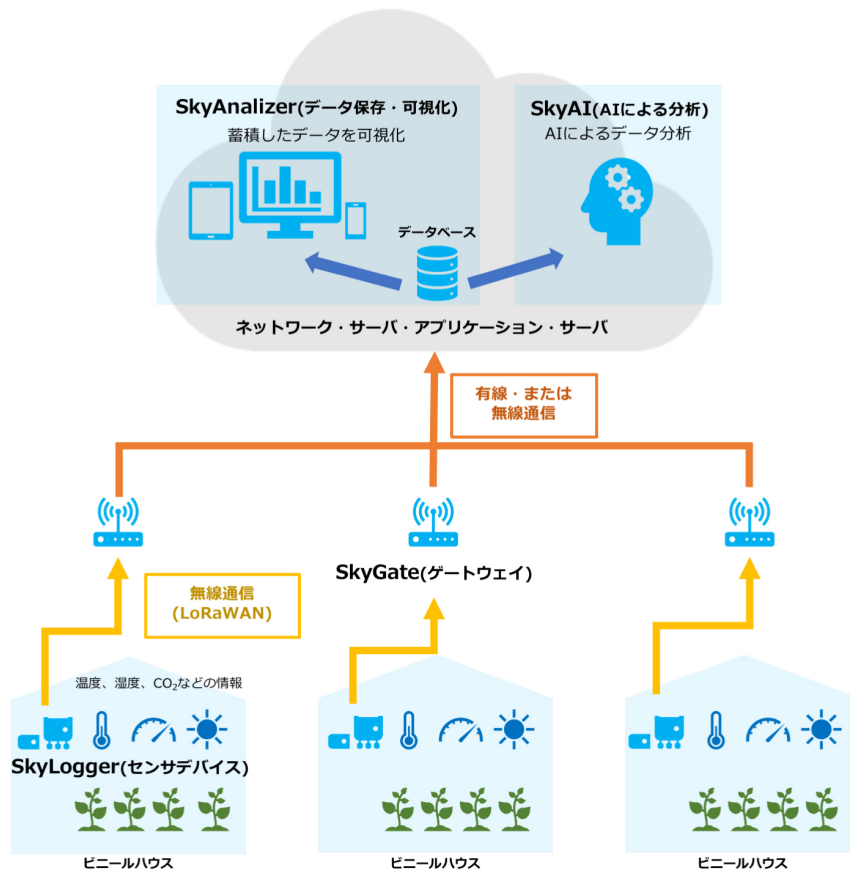 SkyAnalizer(データ保存・可視化)
蓄積したデータを可視化
SkyAI(AIによる分析)
AIによるデータ分析
データベース
ネットワーク・サーバ・アプリケーション・サーバ
有線・または
無線通信
SkyGate(ゲートウェイ)
無線通信
(LoRaWAN)
温度、湿度、CO₂などの情報
SkyLogger(センサデバイス)
ビニールハウス
ビニールハウス
ビニールハウス